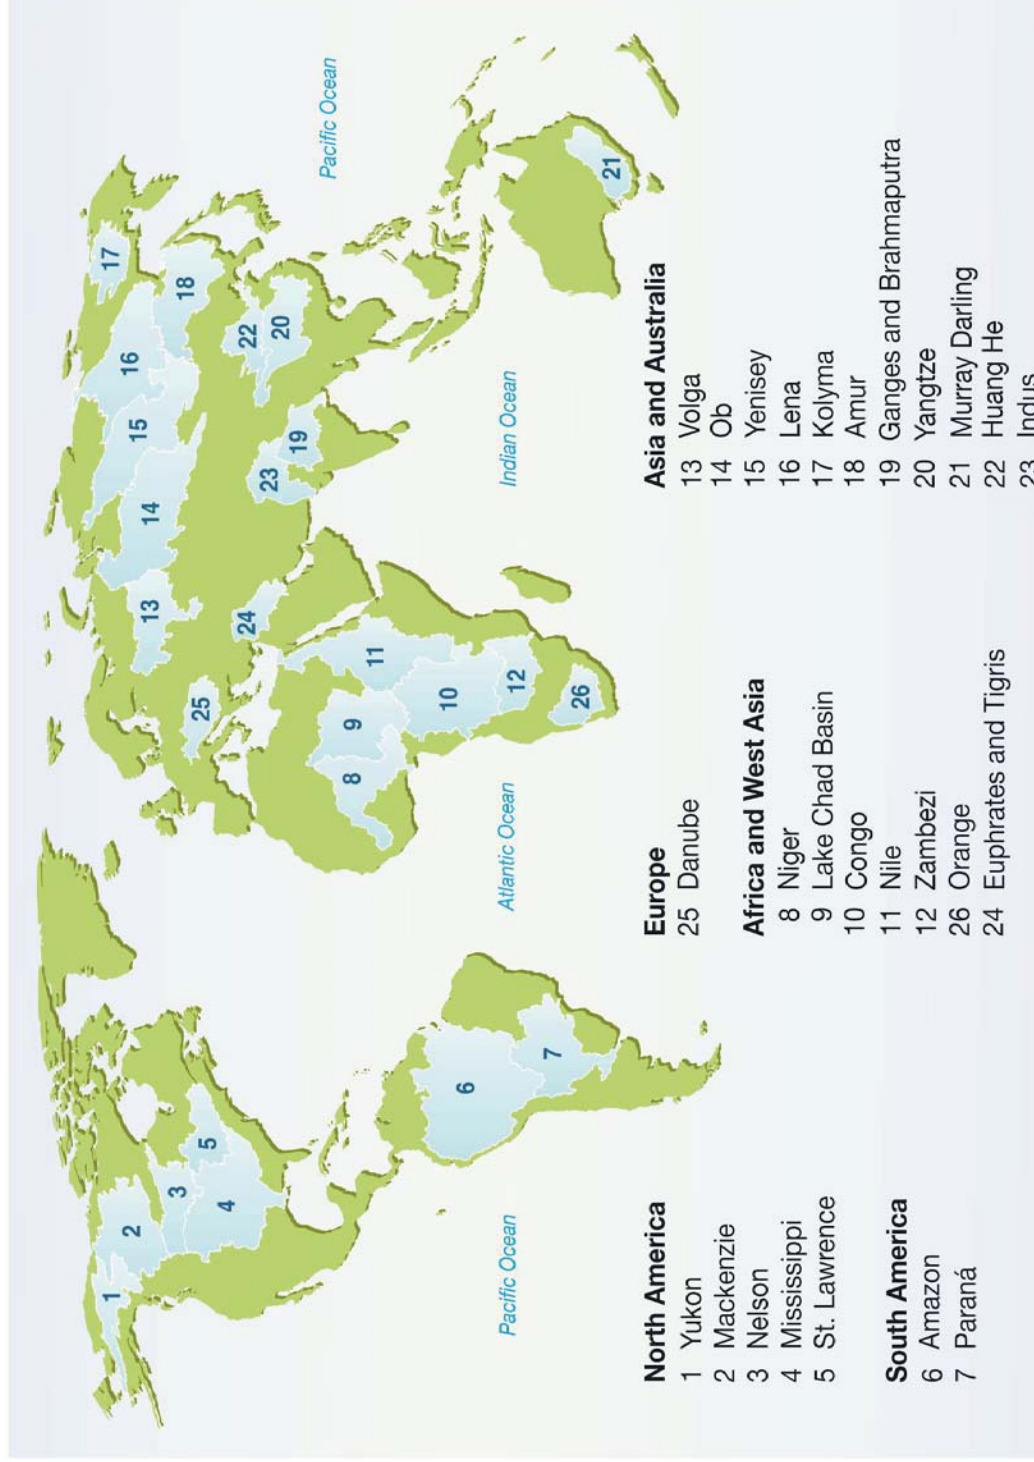 Pacific Ocean
Atlantic Ocean
Indian Ocean
Pacific Ocean
1
2
3
4
5
6
7
8
9
10
11
12
13
14
15
16
17
18
19
20
21
22
23
24
25
26
North America
1 Yukon
2 Mackenzie
3 Nelson
4 Mississippi
5 St. Lawrence
South America
6 Amazon
7 Paraná
Europe
25 Danube
Africa and West Asia
8 Niger
9 Lake Chad Basin
10 Congo
11 Nile
12 Zambezi
26 Orange
24 Euphrates and Tigris
Asia and Australia
13 Volga
14 Ob
15 Yenisey
16 Lena
17 Kolyma
18 Amur
19 Ganges and Brahmaputra
20 Yangtze
21 Murray Darling
22 Huang He
23 Indus